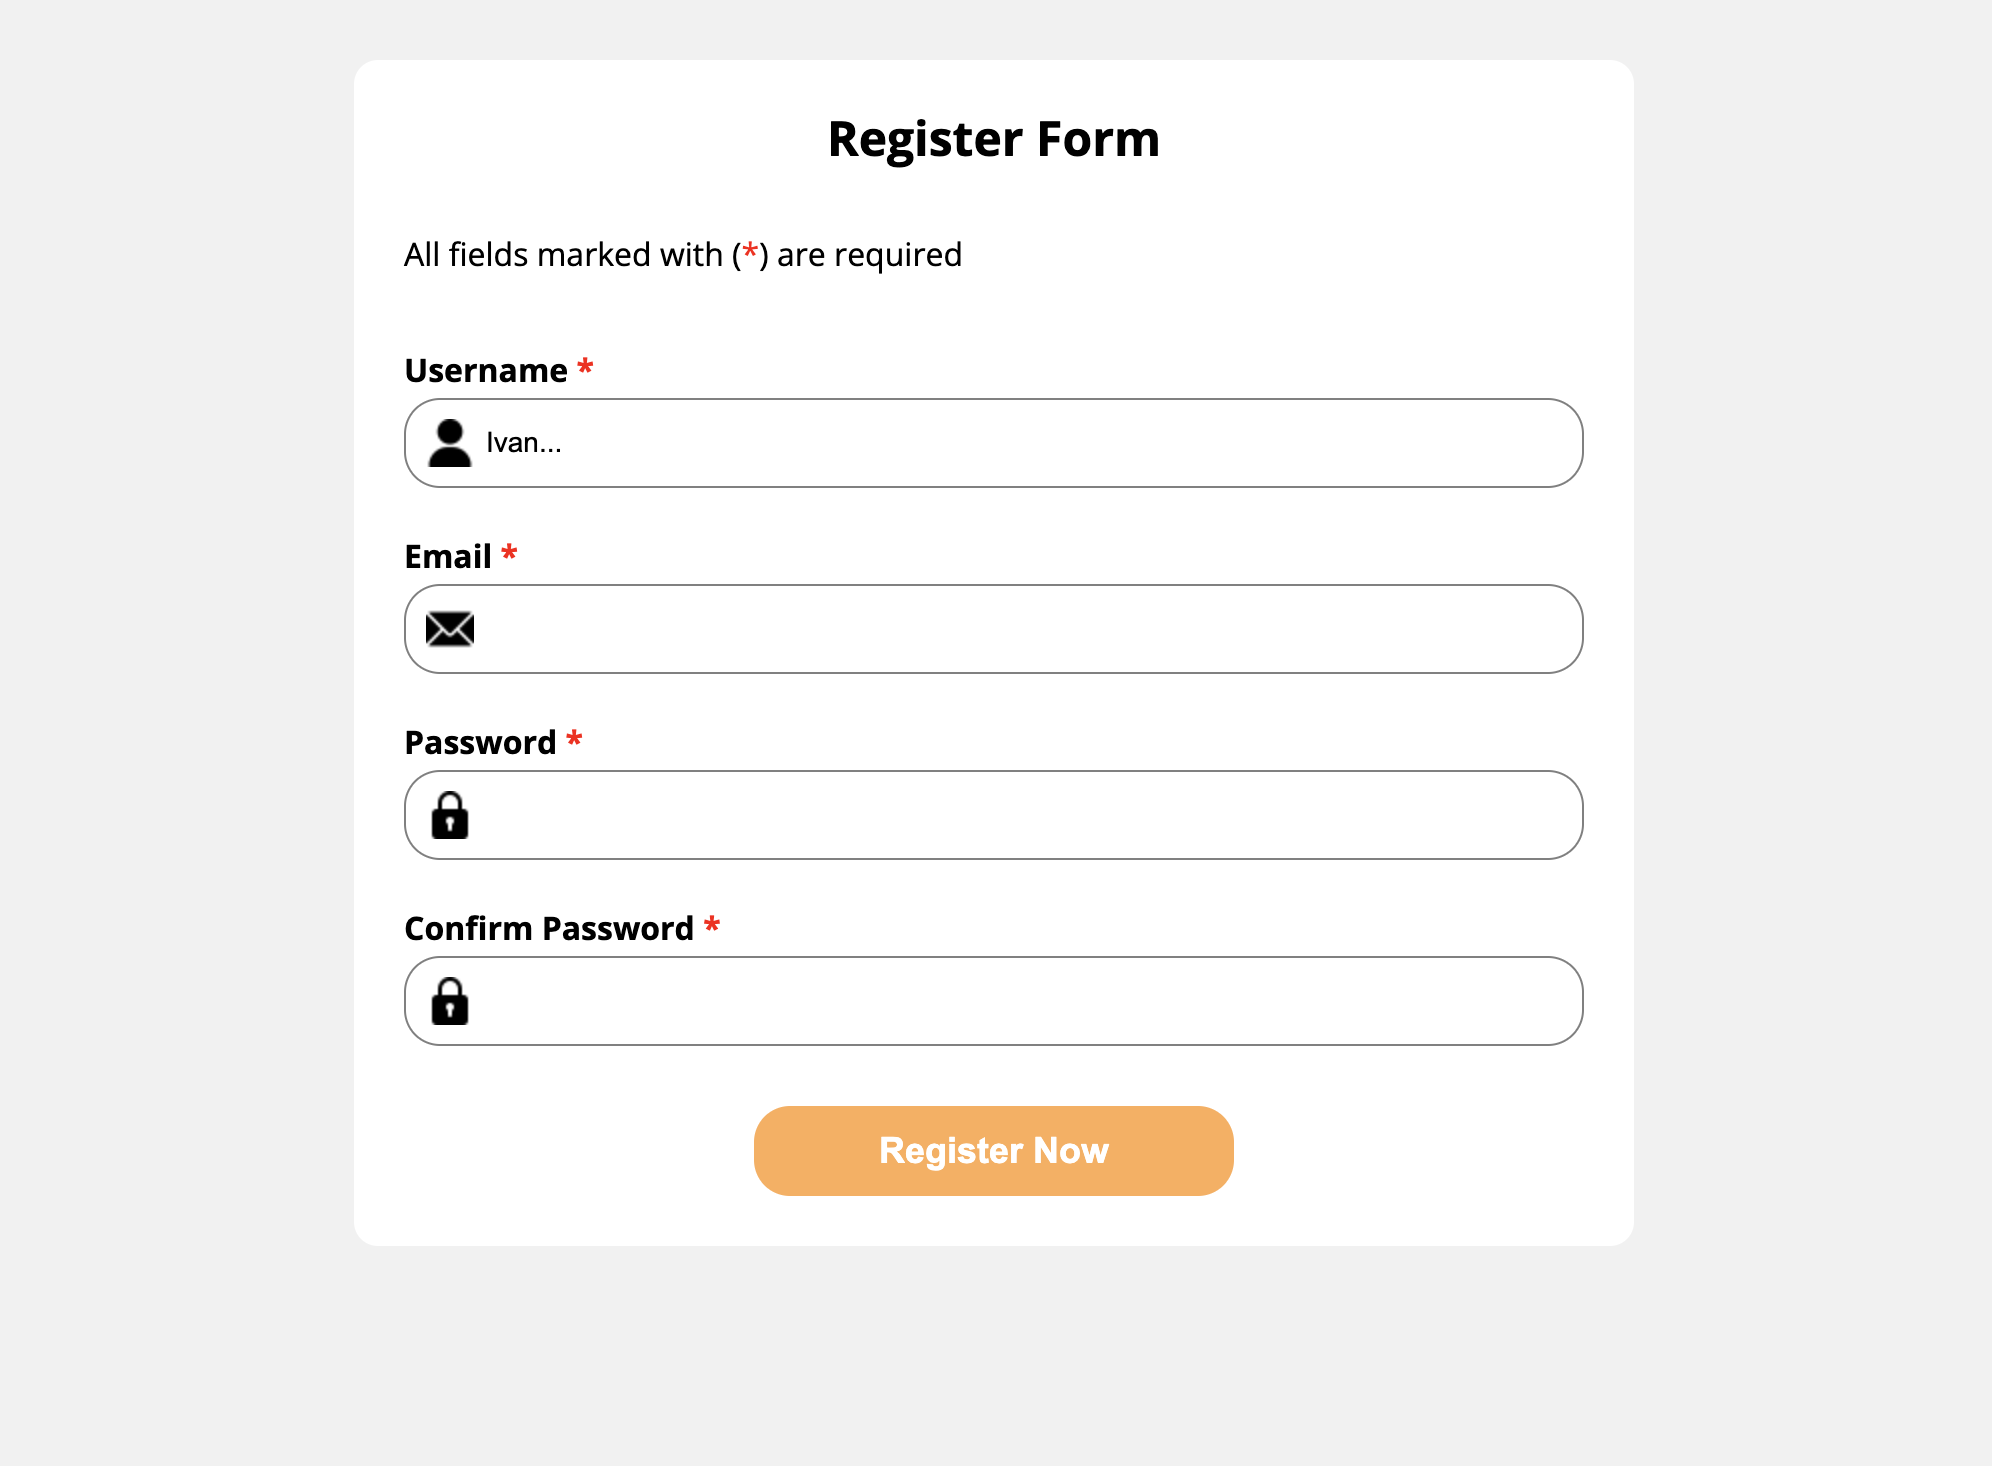 Register Form
All fields marked with (*) are required
Username *
Ivan...
Email *
Password *
Confirm Password *
Register Now